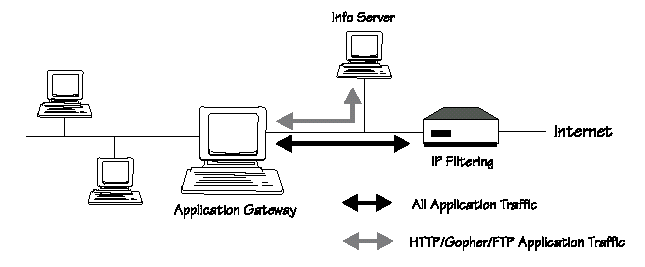 Info Server
Internet
IP Filtering
Application Gateway
All Application Traffic
HTTP/Gopher/FTP Application Traffic